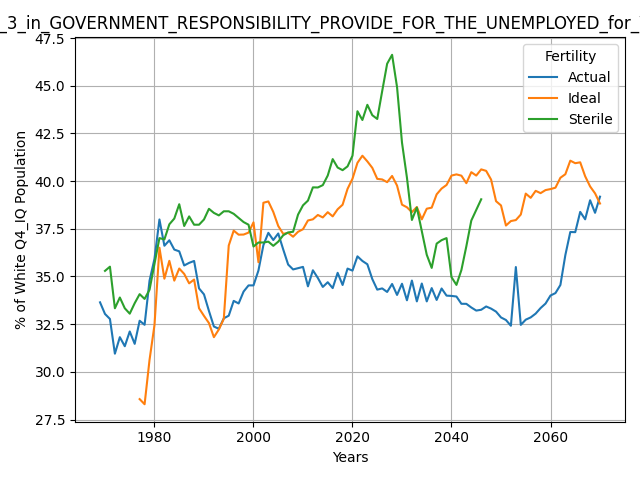 _3_in_GOVERNMENT_RESPONSIBILITY_PROVIDE_FOR_THE_UNEMPLOYED_for_
47.5
45.0
42.5
40.0
37.5
35.0
32.5
30.0
27.5
% of White Q4_IQ Population
Fertility
Actual
Ideal
Sterile
1980 2000 2020 2040 2060
Years